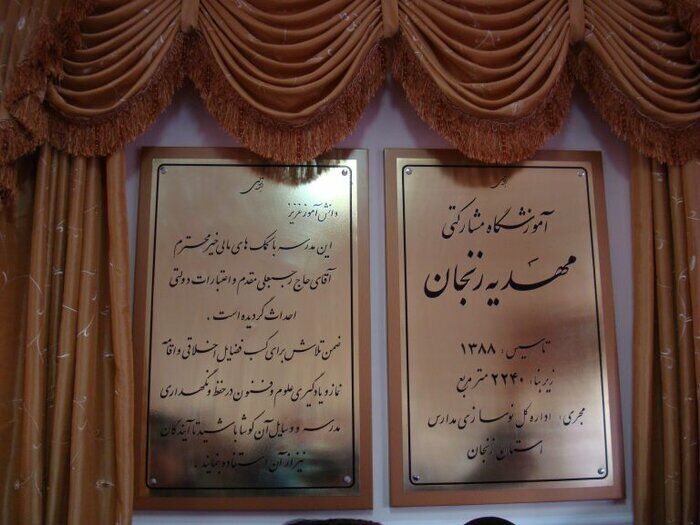 بسمه تعالی
آموزشگاه مشارکتی
مهدیه زنجان
تاسیس: ۱۳۸۸
زیربنا: ۲۲۴۰ متر مربع
مجری: اداره کل نوسازی مدارس
استان زنجان
دانش آموز عزیز
این مدرسه با کمک های مالی خیر محترم
آقای حاج رجبعلی مقدم و اعتبارات دولتی
احداث گردیده است .
ضمن تلاش برای کسب فضایل اخلاقی و اقامه
نماز و یادگیری علوم و فنون در حفظ و نگهداری
مدرسه و وسایل آن کوشا باشید تا آیندگان
نیز از آن استفاده نمایند .